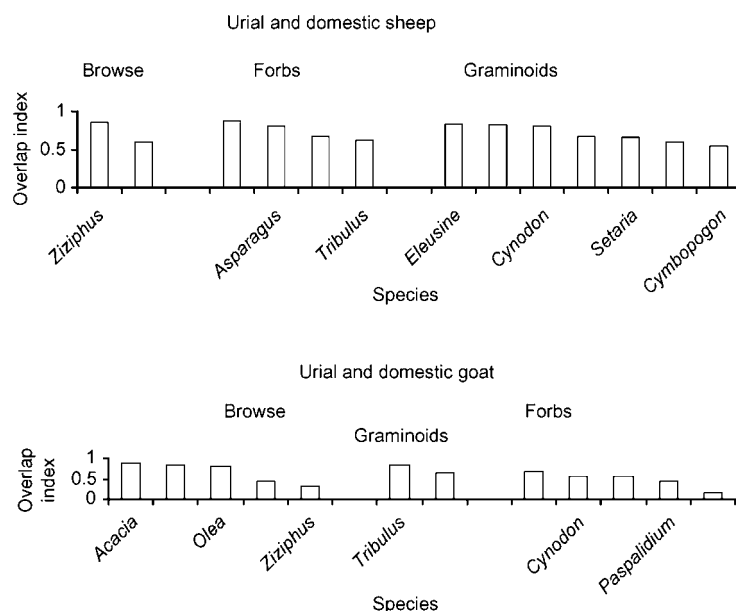 Urial and domestic sheep
Browse Forbs Graminoids
Overlap index
1
0.5
0
Ziziphus Asparagus Tribulus Eleusine Cynodon Setaria Cymbopogon
Species
Urial and domestic goat
Browse Forbs
Graminoids
Overlap
index
1
0.5
0
Acacia Olea Ziziphus Tribulus Cynodon Paspalidium
Species